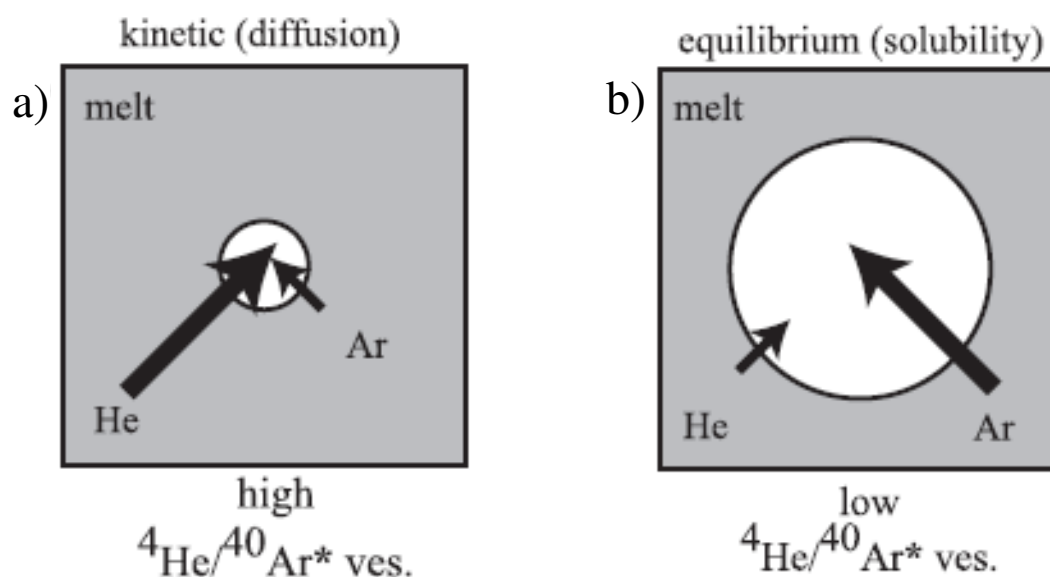 kinetic (diffusion)
a)
melt
Ar
He
high
4He/40Ar* ves.
equilibrium (solubility)
b)
melt
He
Ar
low
4He/40Ar* ves.